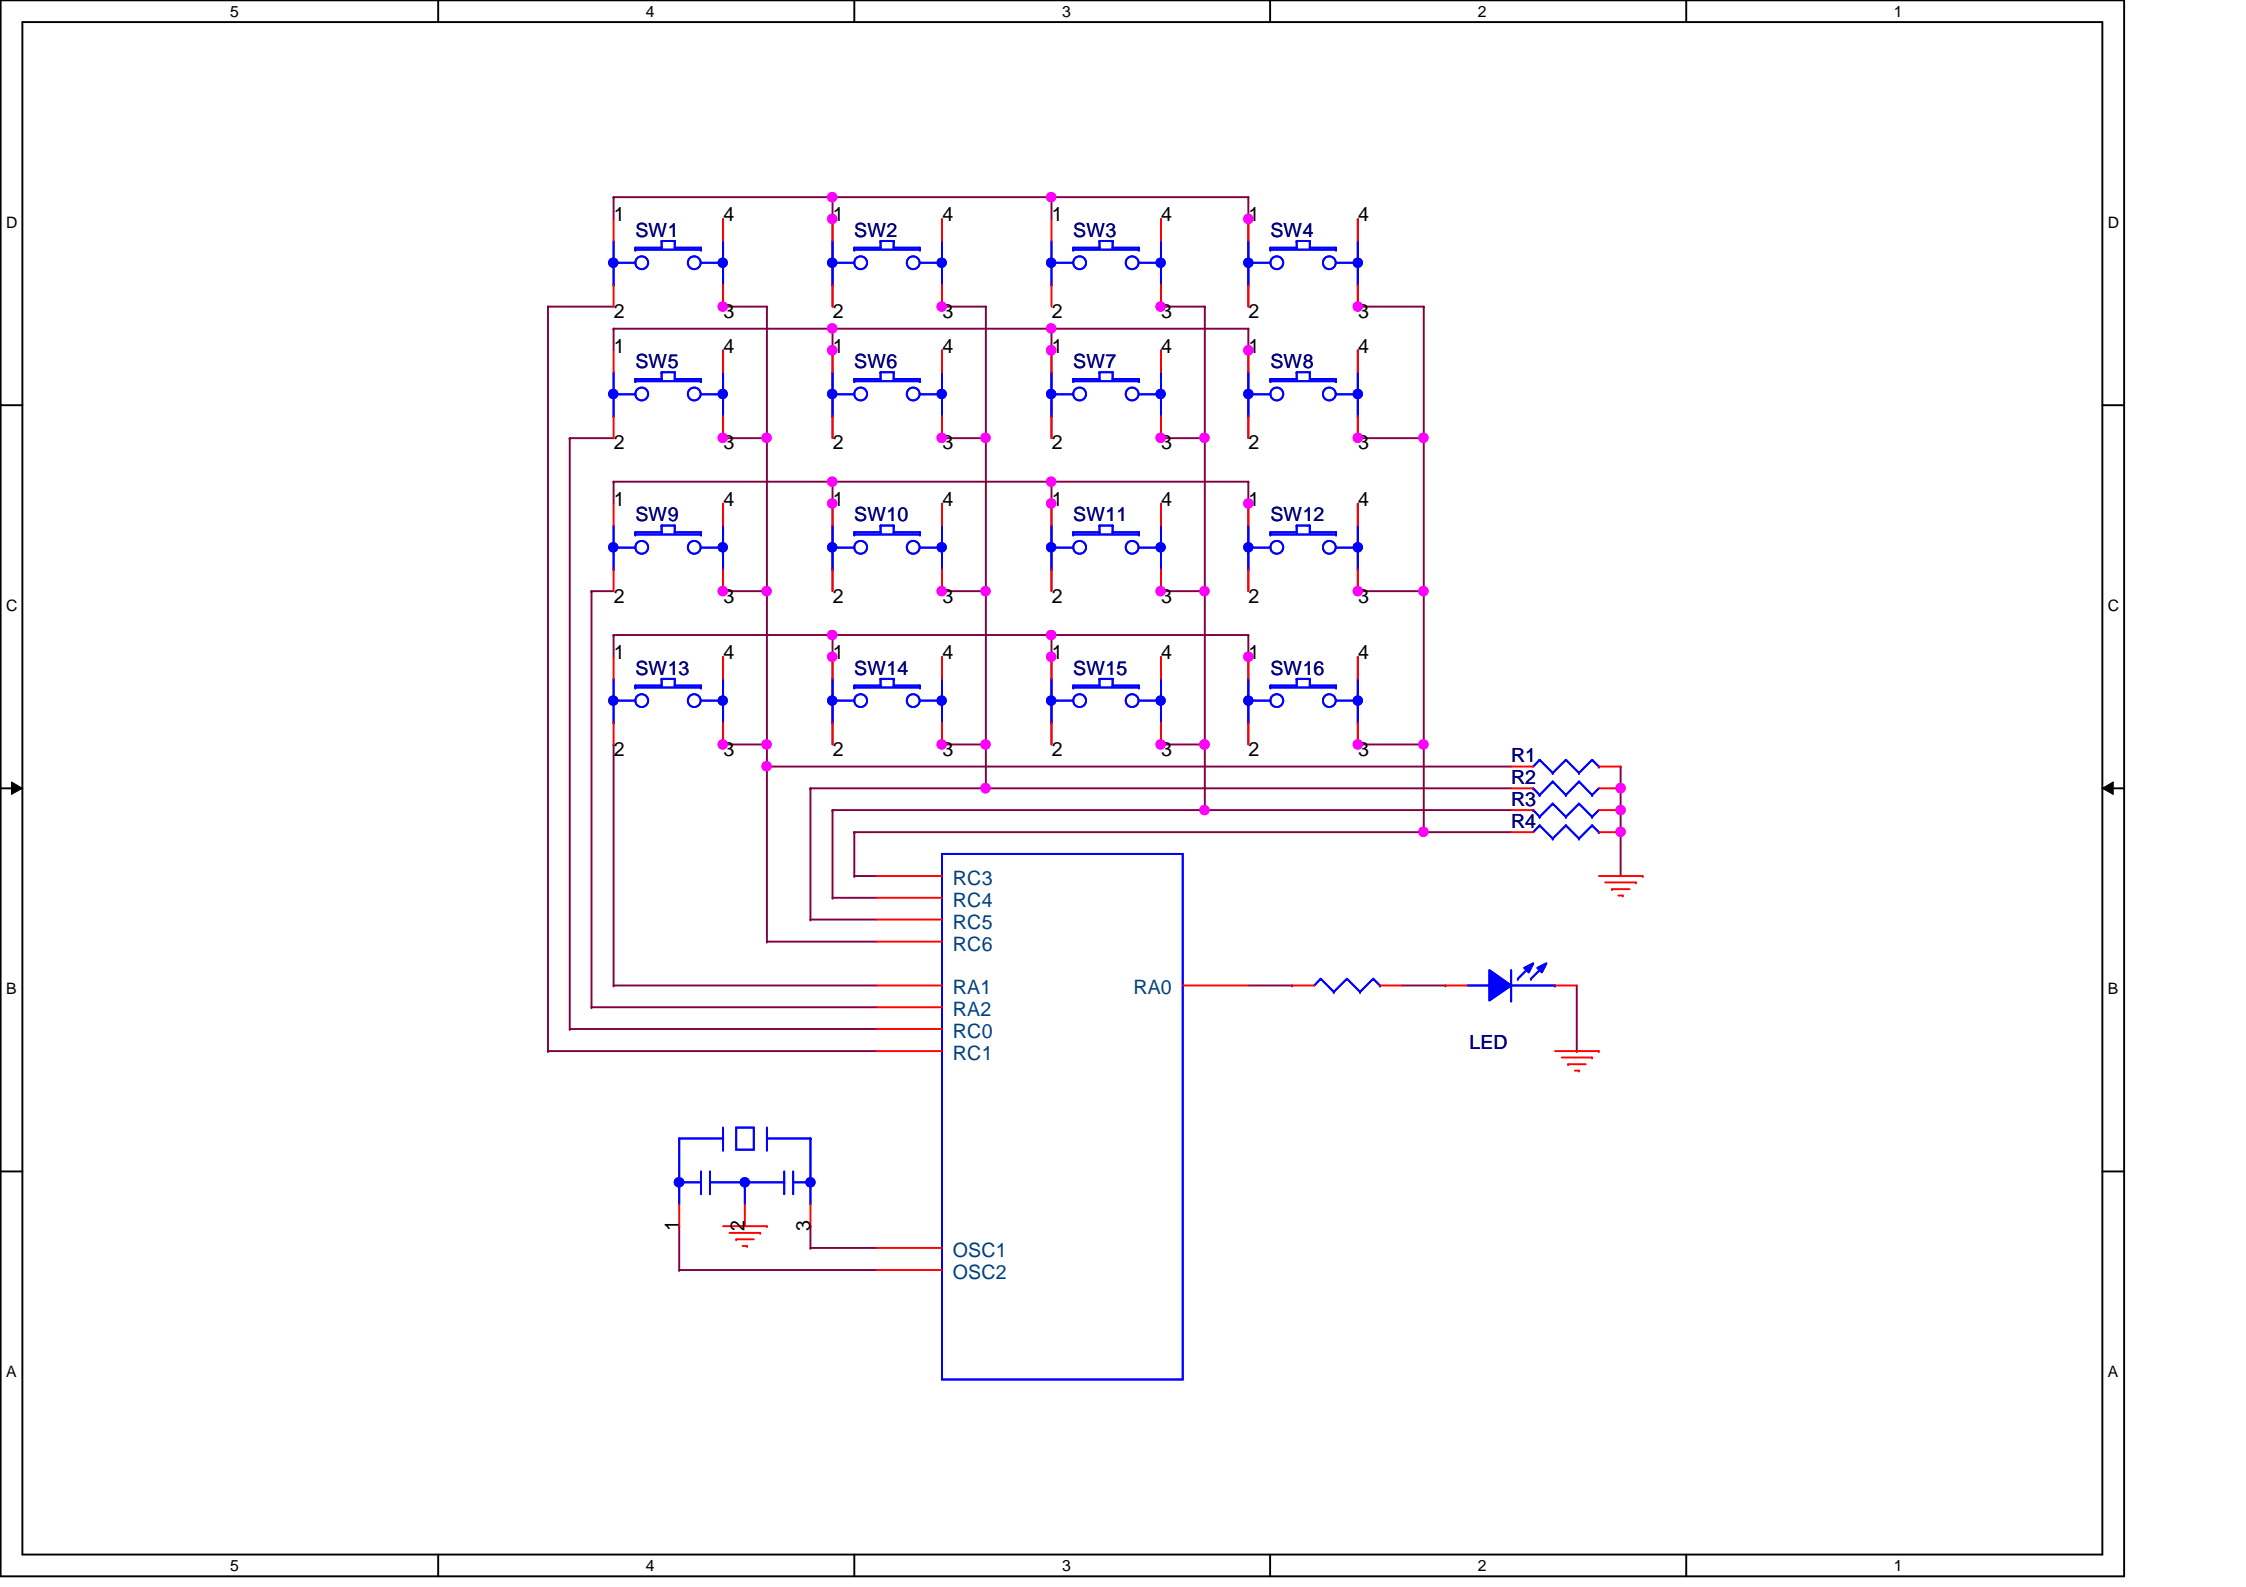 5 4 3 2 1
D D
1 4 1 4 1 4 1 4
SW1 SW2 SW3 SW4
2 3 2 3 2 3 2 3
1 4 1 4 1 4 1 4
SW5 SW6 SW7 SW8
2 3 2 3 2 3 2 3
1 4 1 4 1 4 1 4
SW9 SW10 SW11 SW12
2 3 2 3 2 3 2 3
C C
1 4 1 4 1 4 1 4
SW13 SW14 SW15 SW16
2 3 2 3 2 3 2 3
R1
R2
R3
R4
RC3
RC4
RC5
RC6
B RA1 RA0 B
RA2
RC0
RC1 LED
1 2 3
OSC1
OSC2
A A
5 4 3 2 1